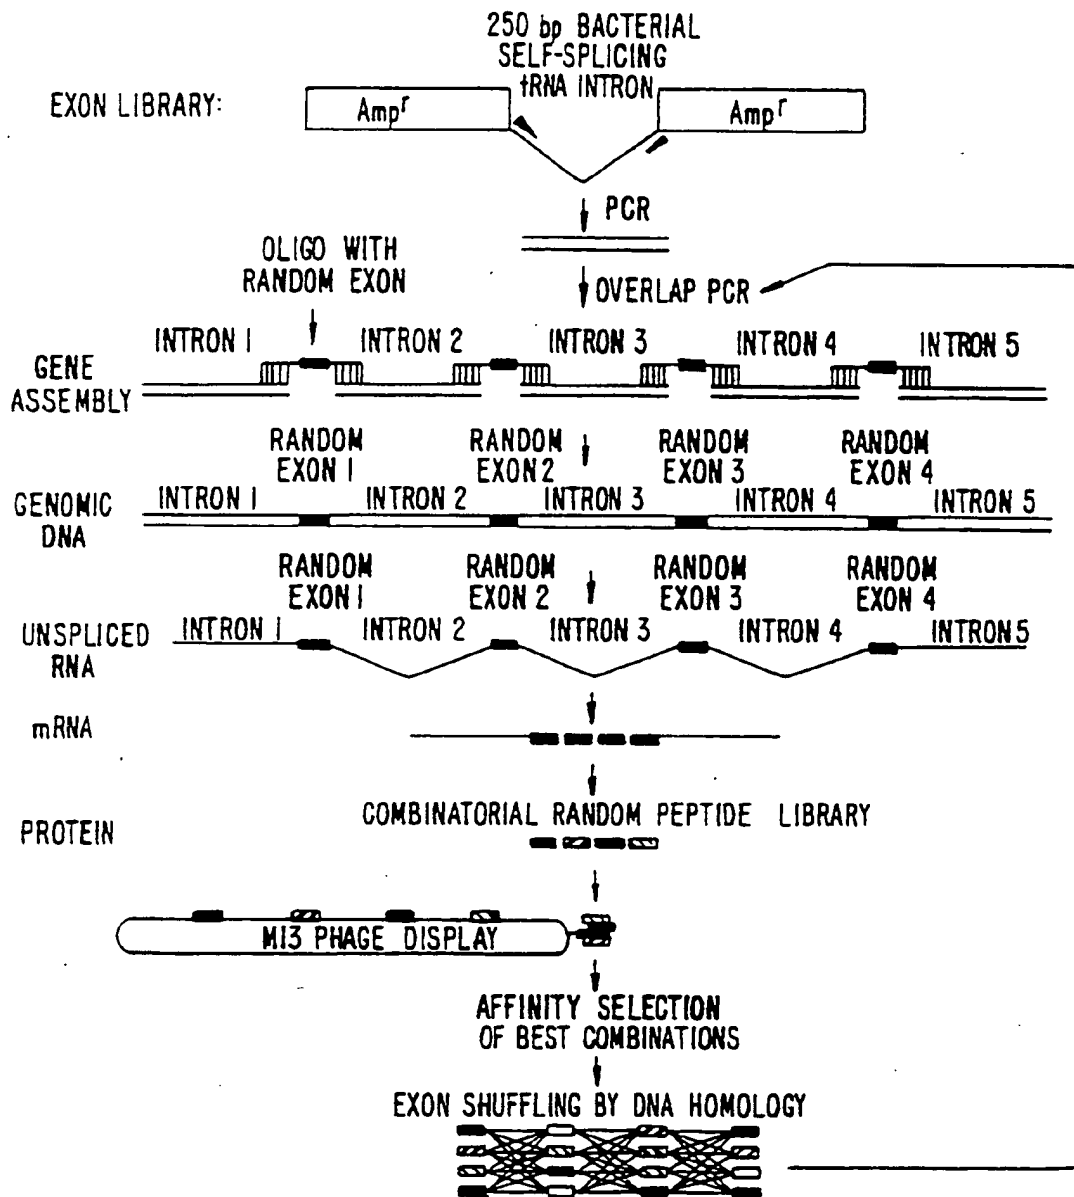 250 bp BACTERIAL
SELF-SPLICING
tRNA INTRON
EXON LIBRARY:
Ampr
Ampr
PCR
OLIGO WITH
RANDOM EXON
OVERLAP PCR
INTRON 1
INTRON 2
INTRON 3
INTRON 4
INTRON 5
GENE
ASSEMBLY
RANDOM
EXON 1
RANDOM
EXON 2
RANDOM
EXON 3
RANDOM
EXON 4
GENOMIC
DNA
INTRON 1
INTRON 2
INTRON 3
INTRON 4
INTRON 5
RANDOM
EXON 1
RANDOM
EXON 2
RANDOM
EXON 3
RANDOM
EXON 4
UNSPLICED
RNA
INTRON 1
INTRON 2
INTRON 3
INTRON 4
INTRON 5
mRNA
PROTEIN
COMBINATORIAL RANDOM PEPTIDE LIBRARY
M13 PHAGE DISPLAY
AFFINITY SELECTION
OF BEST COMBINATIONS
EXON SHUFFLING BY DNA HOMOLOGY